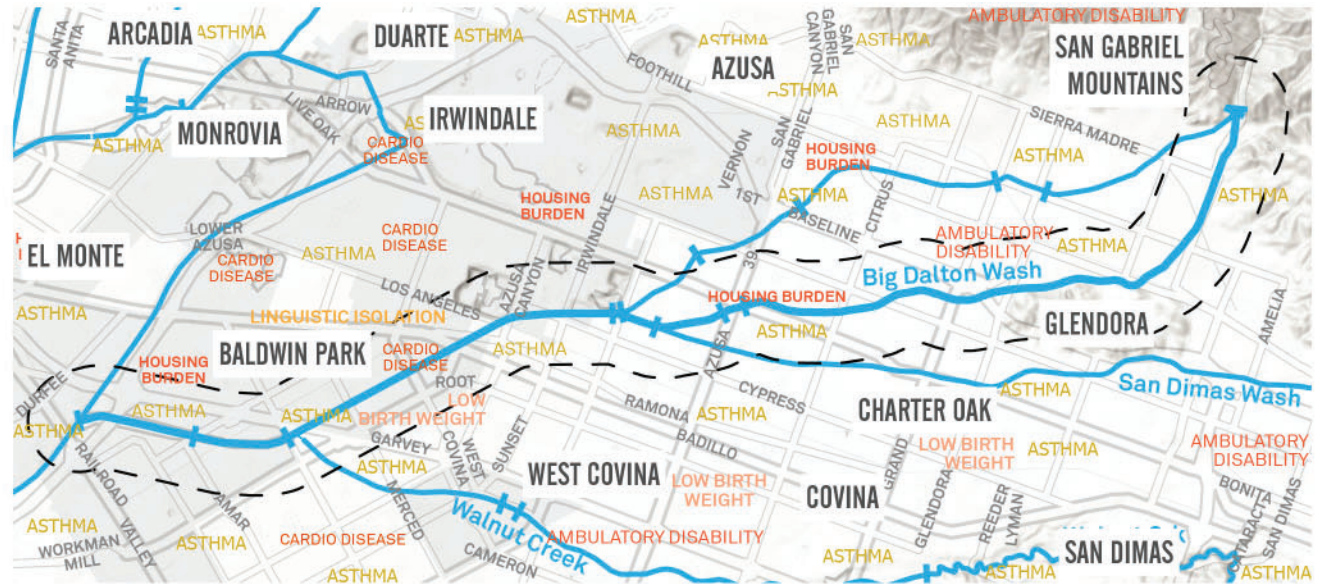 ARCADIA
ASTHMA
DUARTE
ASTHMA
ASTHMA
AMBULATORY DISABILITY
SANTA
ANITA
ASTHMA
AZUSA
SAN
GABRIEL
CANYON
ASTHMA
SAN GABRIEL
MOUNTAINS
FOOTHILL
ASTHMA
ARROW
LIVE OAK
IRWINDALE
MONROVIA
ASTHMA
CARDIO
DISEASE
ASTHMA
VERNON
SAN
GABRIEL
ASTHMA
SIERRA MADRE
HOUSING
BURDEN
ASTHMA
ASTHMA
1ST
ASTHMA
ASTHMA
HOUSING
BURDEN
BASELINE
CITRUS
LOWER
AZUSA
CARDIO
DISEASE
EL MONTE
ASTHMA
CARDIO
DISEASE
IRWINDALE
39
AMBULATORY
DISABILITY
ASTHMA
Big Dalton Wash
LOS ANGELES
AZUSA
CANYON
HOUSING BURDEN
ASTHMA
LINGUISTIC ISOLATION
GLENDORA
AMELIA
BALDWIN PARK
CARDIO
DISEASE
ASTHMA
ASTHMA
HOUSING
BURDEN
AZUSA
San Dimas Wash
DURFEE
ROOT
LOW
BIRTH WEIGHT
CYPRESS
ASTHMA
CHARTER OAK
ASTHMA
ASTHMA
ASTHMA
RAMONA
ASTHMA
BADILLO
GARVEY
WEST
COVINA
SUNSET
LOW BIRTH
WEIGHT
ASTHMA
AMBULATORY
DISABILITY
RAILROAD
VALLEY
ASTHMA
WEST COVINA
LOW BIRTH
WEIGHT
COVINA
GRAND
GLENDORA
REEDER
LYMAN
BONITA
AMAR
MERCED
Walnut Creek
ASTHMA
WORKMAN
MILL
ASTHMA
CARDIO DISEASE
AMBULATORY DISABILITY
CAMERON
ASTHMA
ASTHMA
SAN DIMAS
ASTHMA
CATARACT
SAN DIMAS
ASTHMA